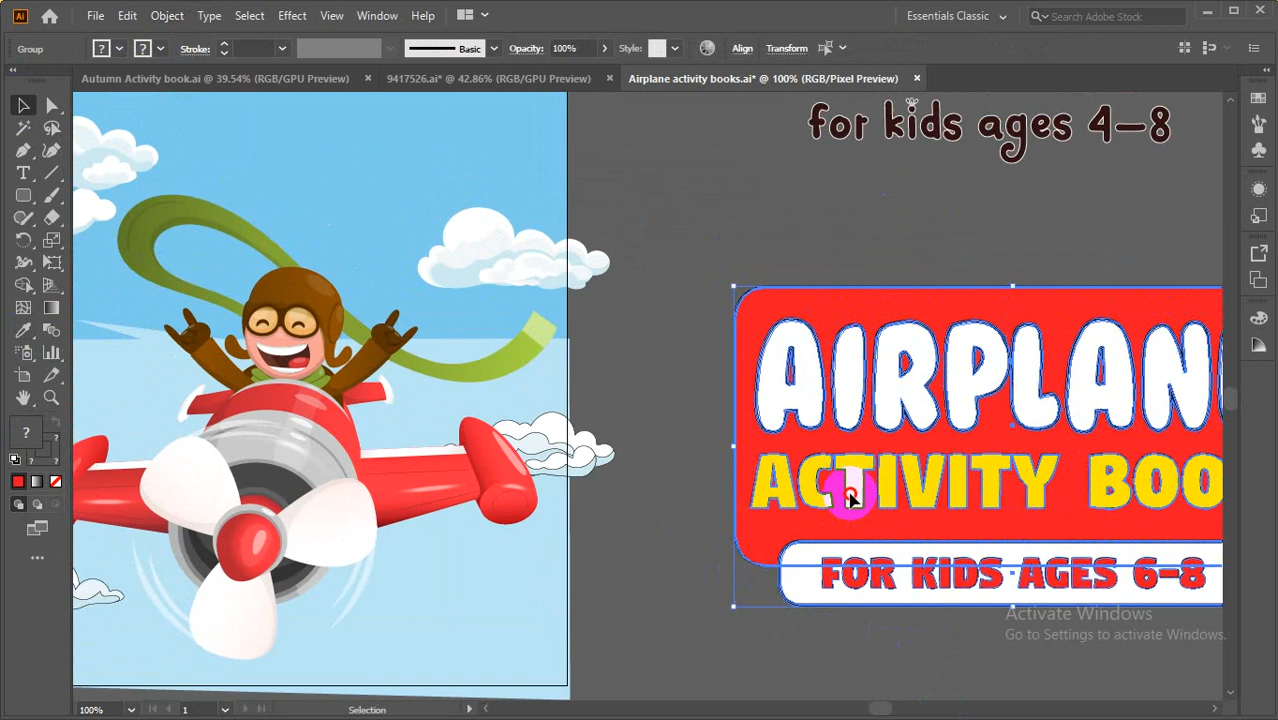 Ai File Edit Object Type Select Effect View Window Help Essentials Classic Search Adobe Stock
Group ? ? Stroke: Basic Opacity: 100% Style: Align Transform
Autumn Activity book.ai @ 39.54% (RGB/GPU Preview) × 9417526.ai* @ 42.86% (RGB/GPU Preview) × Airplane activity books.ai* @ 100% (RGB/Pixel Preview) ×
for kids ages 4–8
AIRPLAN
ACTIVITY BOO
FOR KIDS AGES 6–8
?
Activate Windows
Go to Settings to activate Windows.
100% 1 Selection